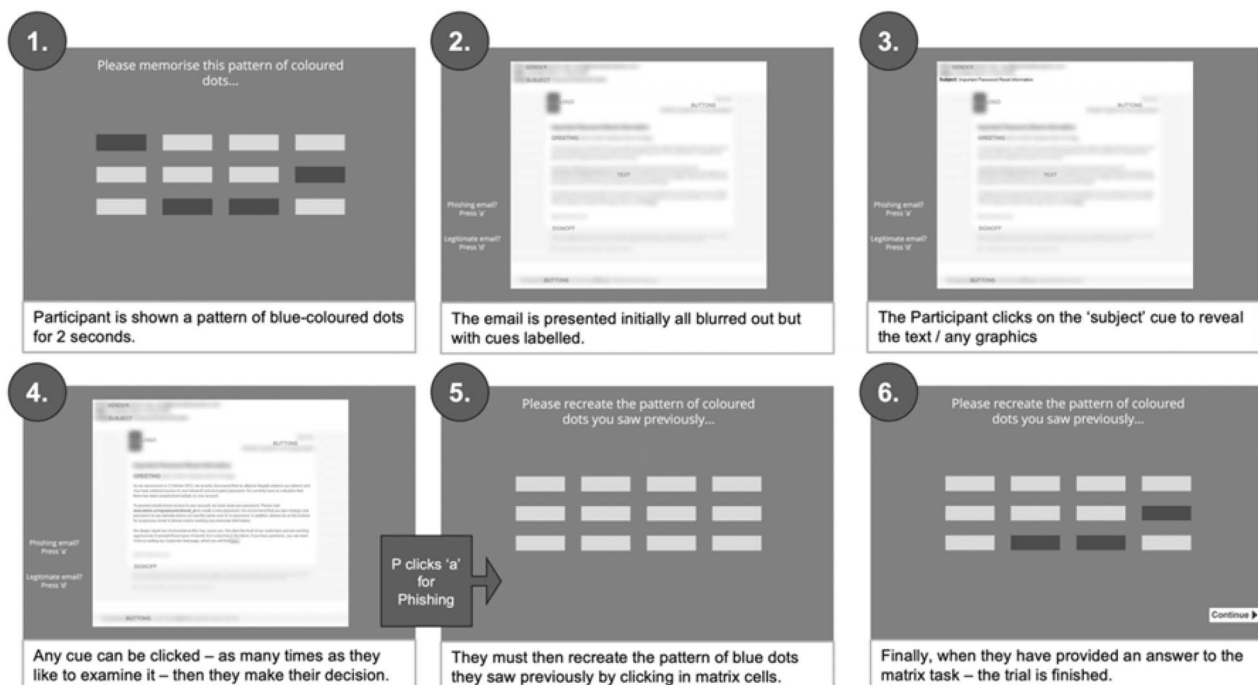 1.
Please memorise this pattern of coloured
dots...
Participant is shown a pattern of blue-coloured dots
for 2 seconds.
2.
SENDER
SUBJECT
LOGO
BUTTONS
GREETING
TEXT
Phishing email?
Press 'a'
Legitimate email?
Press 'd'
SIGNOFF
BUTTONS
The email is presented initially all blurred out but
with cues labelled.
3.
SENDER
Subject: Important Password Reset Information
LOGO
BUTTONS
GREETING
TEXT
Phishing email?
Press 'a'
Legitimate email?
Press 'd'
SIGNOFF
BUTTONS
The Participant clicks on the 'subject' cue to reveal
the text / any graphics
4.
SENDER
SUBJECT
LOGO
BUTTONS
GREETING
Phishing email?
Press 'a'
Legitimate email?
Press 'd'
SIGNOFF
BUTTONS
Any cue can be clicked – as many times as they
like to examine it – then they make their decision.
P clicks 'a'
for
Phishing
5.
Please recreate the pattern of coloured
dots you saw previously...
They must then recreate the pattern of blue dots
they saw previously by clicking in matrix cells.
6.
Please recreate the pattern of coloured
dots you saw previously...
Continue
Finally, when they have provided an answer to the
matrix task – the trial is finished.